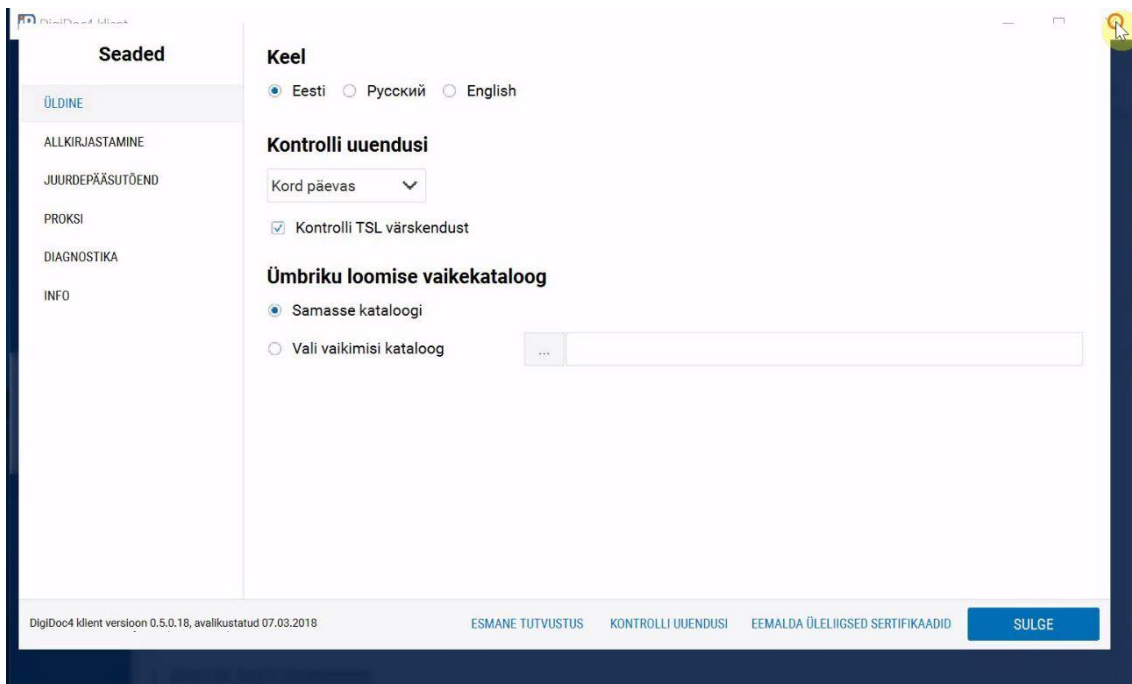 DigiDoc4 klient
Seaded
ÜLDINE
ALLKIRJASTAMINE
JUURDEPÄÄSUTÕEND
PROKSI
DIAGNOSTIKA
INFO
Keel
Eesti Русский English
Kontrolli uuendusi
Kord päevas
Kontrolli TSL värskendust
Ümbriku loomise vaikekataloog
Samasse kataloogi
Vali vaikimisi kataloog ...
DigiDoc4 klient versioon 0.5.0.18, avalikustatud 07.03.2018
ESMANE TUTVUSTUS KONTROLLI UUENDUSI EEMALDA ÜLELIIGSED SERTIFIKAADID SULGE